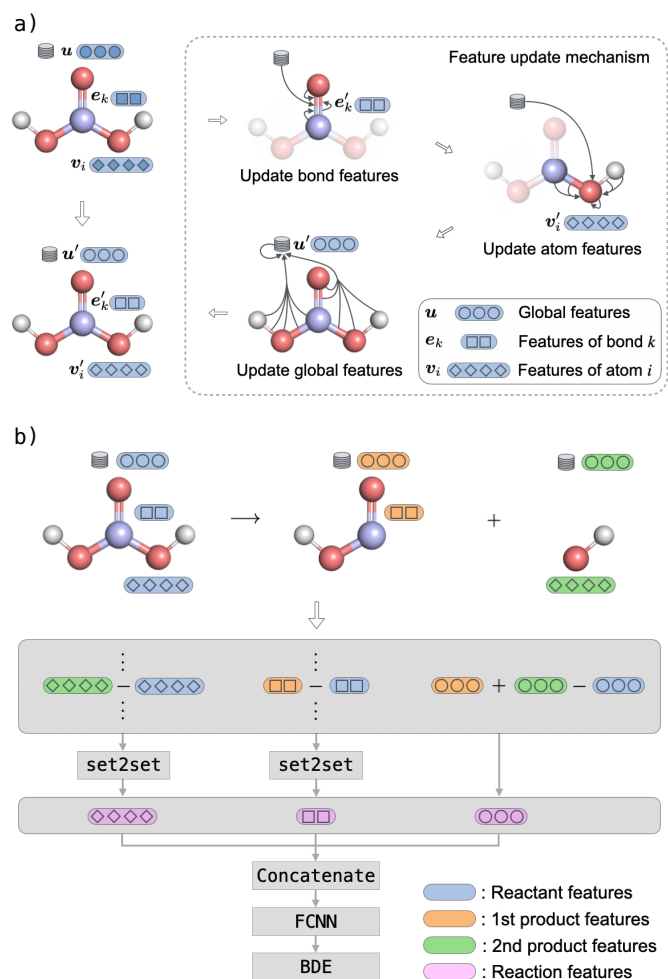 a)
u
e_k
v_i
u'
e'_k
v'_i
Feature update mechanism
e'_k
Update bond features
v'_i
Update atom features
u'
Update global features
u Global features
e_k Features of bond k
v_i Features of atom i
b)
→ +
− − + −
set2set set2set
Concatenate
FCNN
BDE
: Reactant features
: 1st product features
: 2nd product features
: Reaction features